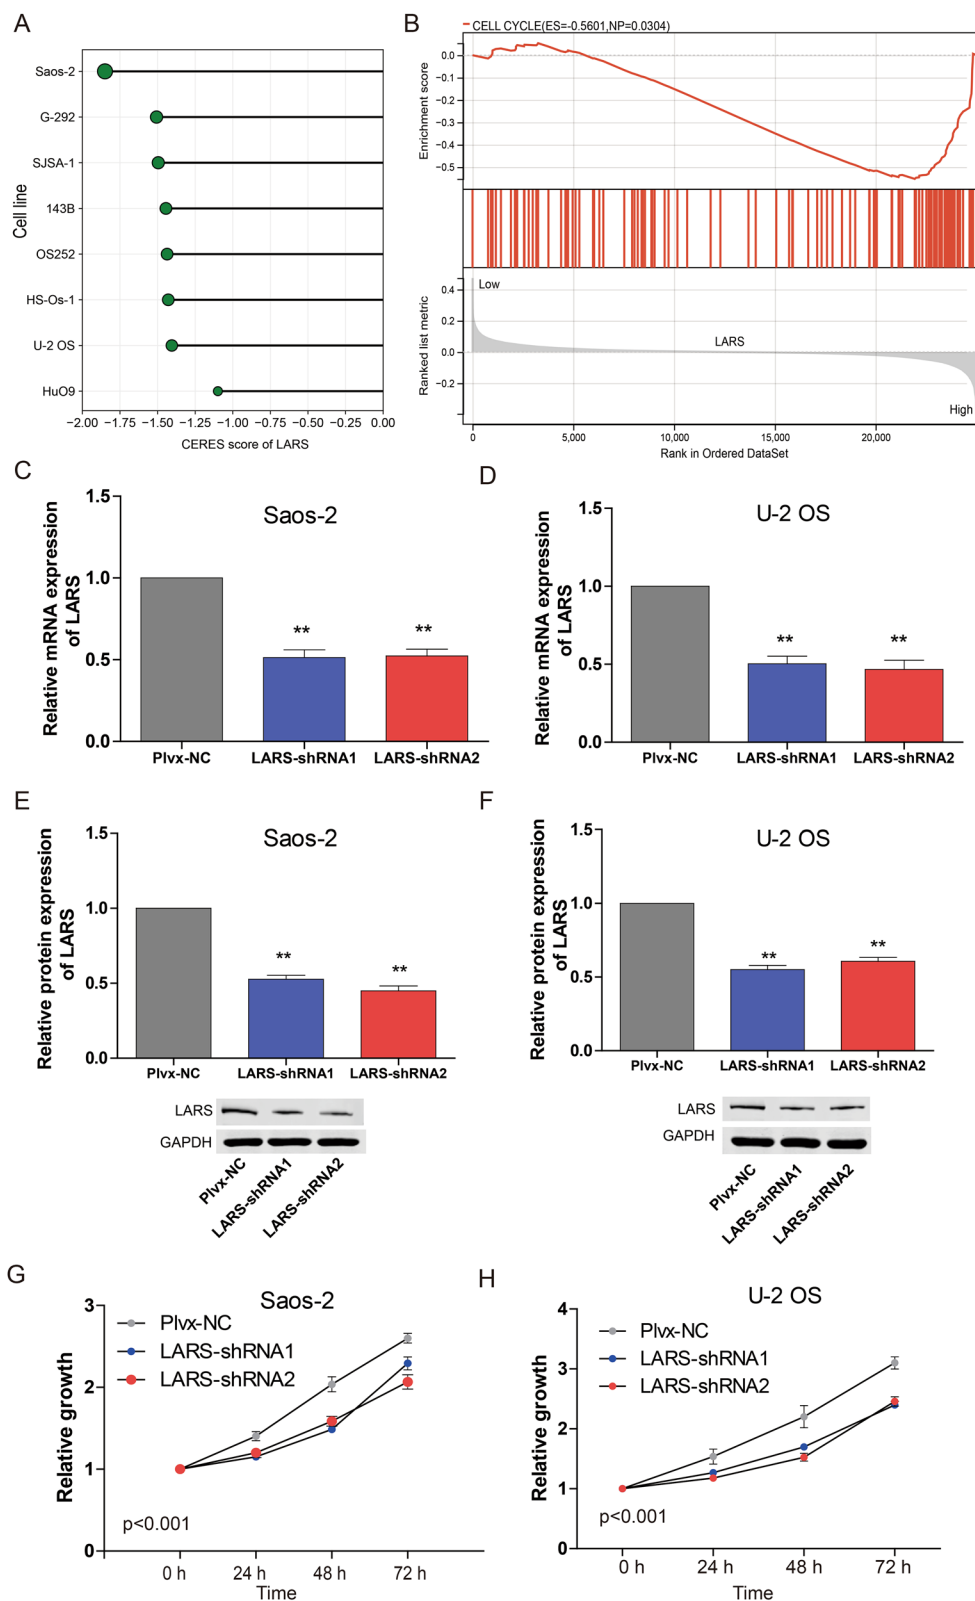 A
Saos-2
G-292
SJSA-1
143B
OS252
HS-Os-1
U-2 OS
HuO9
Cell line
−2.00 −1.75 −1.50 −1.25 −1.00 −0.75 −0.50 −0.25 0.00
CERES score of LARS
B
CELL CYCLE(ES=-0.5601,NP=0.0304)
Enrichment score
0.0
−0.1
−0.2
−0.3
−0.4
−0.5
Ranked list metric
0.4
0.2
0.0
−0.2
Low
LARS
High
0 5,000 10,000 15,000 20,000
Rank in Ordered DataSet
C
Saos-2
Relative mRNA expression
of LARS
1.5
1.0
0.5
0.0
** **
Plvx-NC LARS-shRNA1 LARS-shRNA2
D
U-2 OS
Relative mRNA expression
of LARS
1.5
1.0
0.5
0.0
** **
Plvx-NC LARS-shRNA1 LARS-shRNA2
E
Saos-2
Relative protein expression
of LARS
1.5
1.0
0.5
0.0
** **
Plvx-NC LARS-shRNA1 LARS-shRNA2
LARS
GAPDH
Plvx-NC
LARS-shRNA1
LARS-shRNA2
F
U-2 OS
Relative protein expression
of LARS
1.5
1.0
0.5
0.0
** **
Plvx-NC LARS-shRNA1 LARS-shRNA2
LARS
GAPDH
Plvx-NC
LARS-shRNA1
LARS-shRNA2
G
Saos-2
Relative growth
3
2
1
0
Plvx-NC
LARS-shRNA1
LARS-shRNA2
p<0.001
0 h 24 h 48 h 72 h
Time
H
U-2 OS
Relative growth
4
3
2
1
0
Plvx-NC
LARS-shRNA1
LARS-shRNA2
p<0.001
0 h 24 h 48 h 72 h
Time